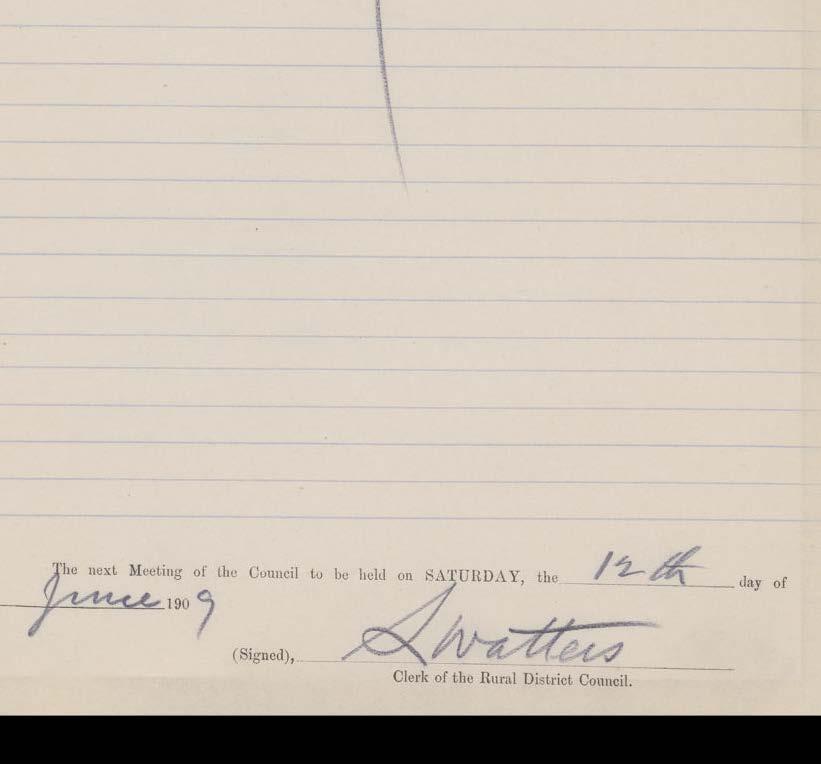 The next Meeting of the Council to be held on SATURDAY, the 12th day of
June 1909
(Signed), S Watters
Clerk of the Rural District Council.